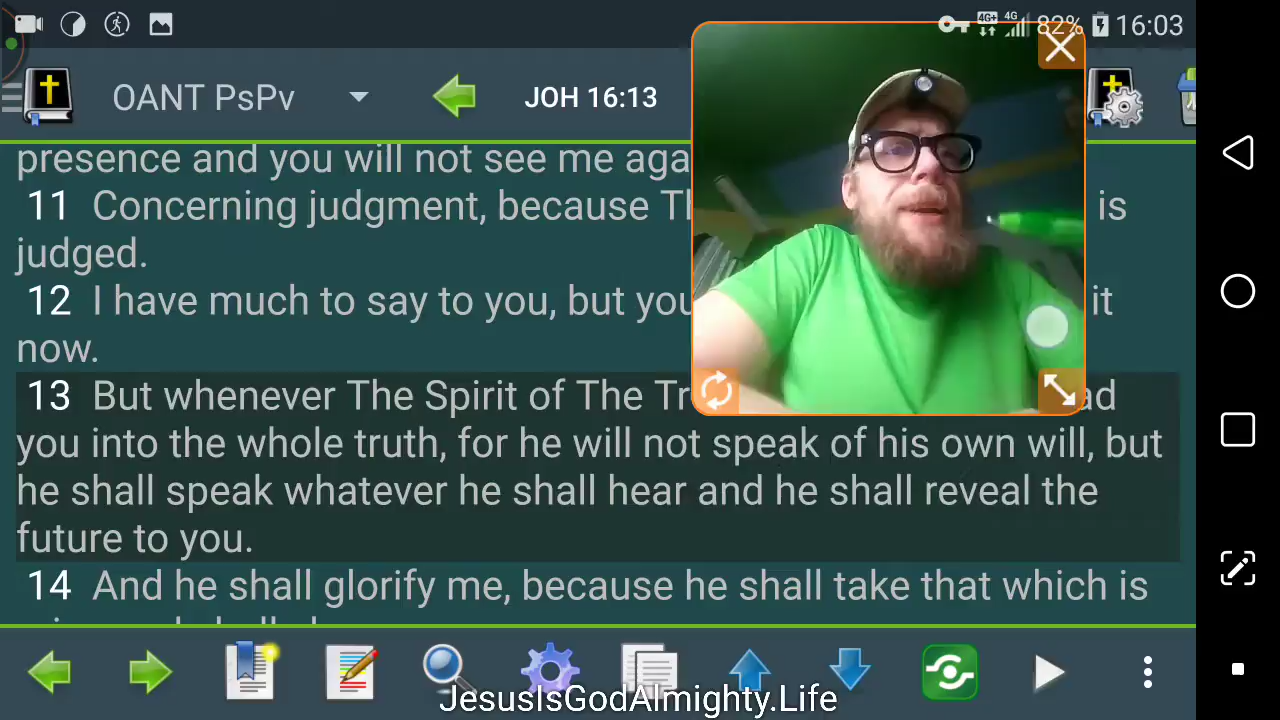 4G+ 4G 82% 16:03
OANT PsPv JOH 16:13
presence and you will not see me aga
11 Concerning judgment, because Th is
judged.
12 I have much to say to you, but you it
now.
13 But whenever The Spirit of The Tr ad
you into the whole truth, for he will not speak of his own will, but
he shall speak whatever he shall hear and he shall reveal the
future to you.
14 And he shall glorify me, because he shall take that which is
JesusIsGodAlmighty.Life